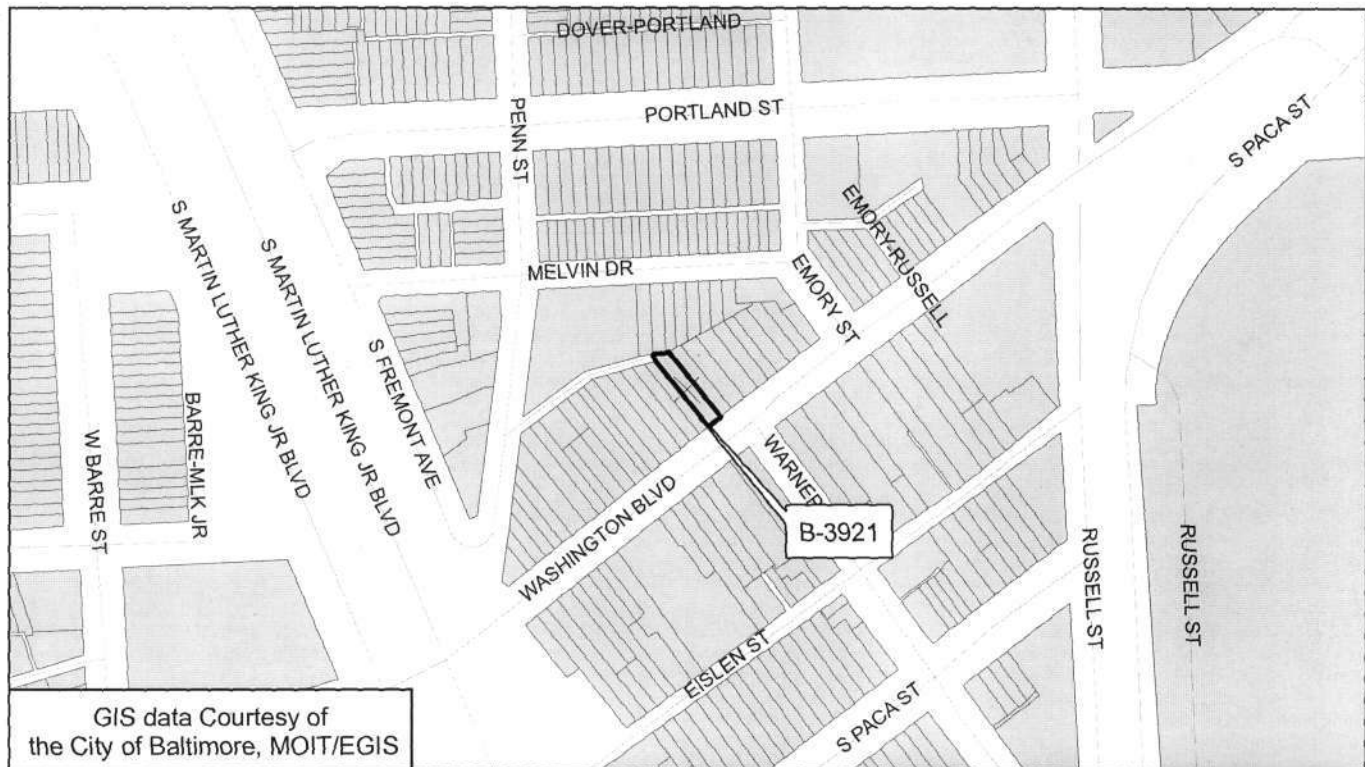 DOVER-PORTLAND
PORTLAND ST
PENN ST
S PACA ST
S MARTIN LUTHER KING JR BLVD
S MARTIN LUTHER KING JR BLVD
EMORY-RUSSELL
MELVIN DR
EMORY ST
S FREMONT AVE
BARRE-MLK JR
W BARRE ST
WARNER
B-3921
WASHINGTON BLVD
RUSSELL ST
RUSSELL ST
EISLEN ST
S PACA ST
GIS data Courtesy of
the City of Baltimore, MOIT/EGIS